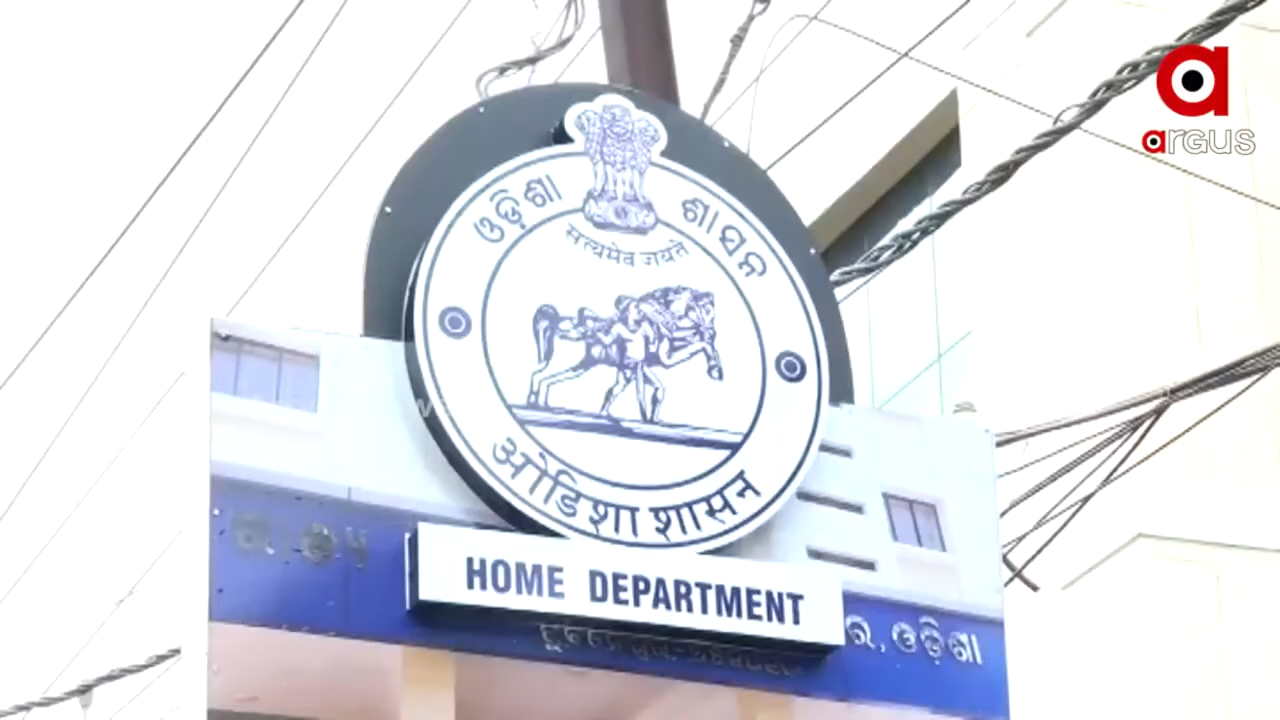 argus
ଓଡ଼ିଶା ଶାସନ
सत्यमेव जयते
ओडिशा शासन
HOME DEPARTMENT
ର, ଓଡ଼ିଶା